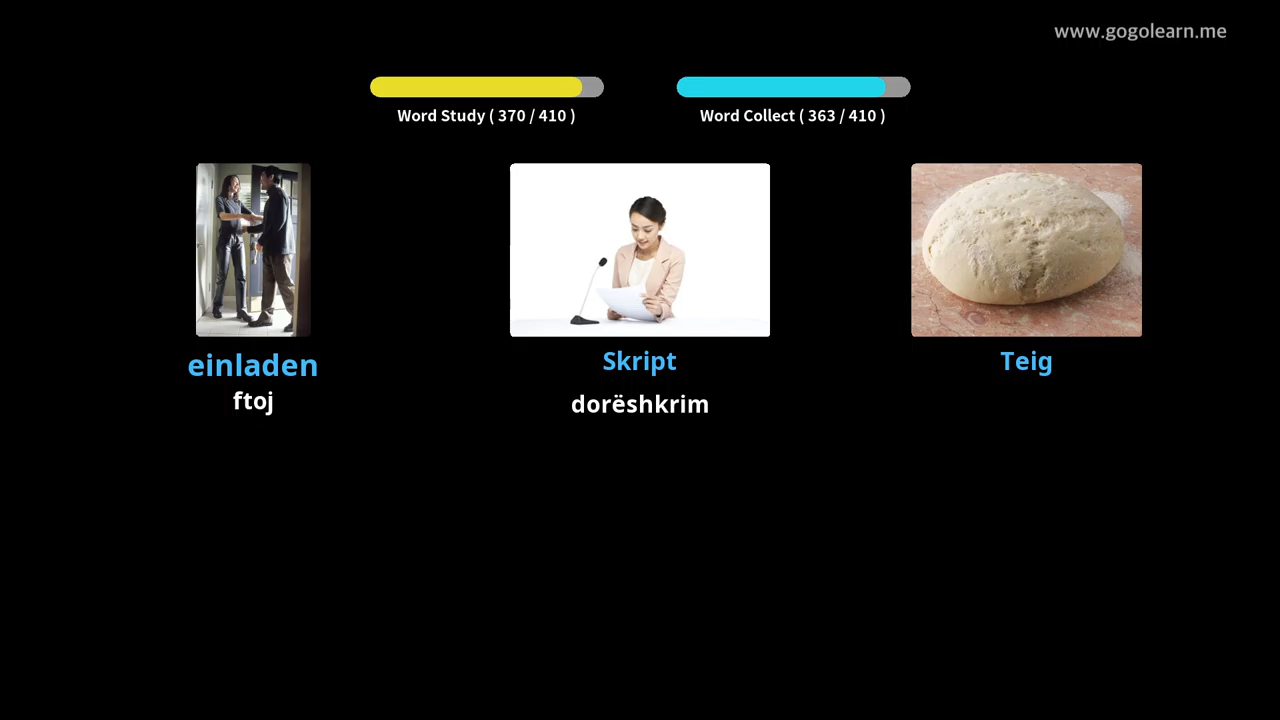 www.gogolearn.me
Word Study ( 370 / 410 )
Word Collect ( 363 / 410 )
einladen
ftoj
Skript
dorëshkrim
Teig